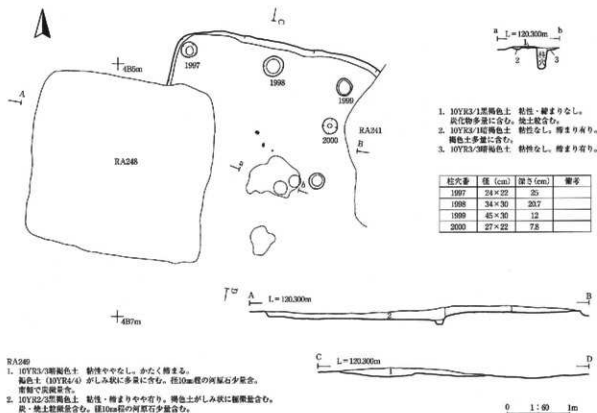 a L=120.300m b
1
2
3
1997
1998
1999
2000
4B6m
A
RA248
RA241
B
a
b
1. 10YR3/1黒褐色土 粘性・締まりなし。
炭化物多量に含む。焼土粒含む。
2. 10YR3/1暗褐色土 粘性なし、締まり有り。
褐色土多量に含む。
3. 10YR3/3暗褐色土 粘性なし、締まり有り。
柱穴番 径(cm) 深さ(cm) 備考
1997 24×22 25
1998 34×30 20.7
1999 45×30 12
2000 27×22 7.8
4B7m
A L=120.300m B
C L=120.300m D
1
RA249
1. 10YR3/3暗褐色土 粘性ややなし。かたく締まる。
褐色土(10YR4/4)がしみ状に多量に含む。径10mm程の河原石少量含。
南側で炭微量含。
2. 10YR2/3黒褐色土 粘性・締まりやや有り。褐色土がしみ状に極微量含む。
炭・焼土粒微量含む。径10mm程の河原石少量含む。
0 1:60 1m